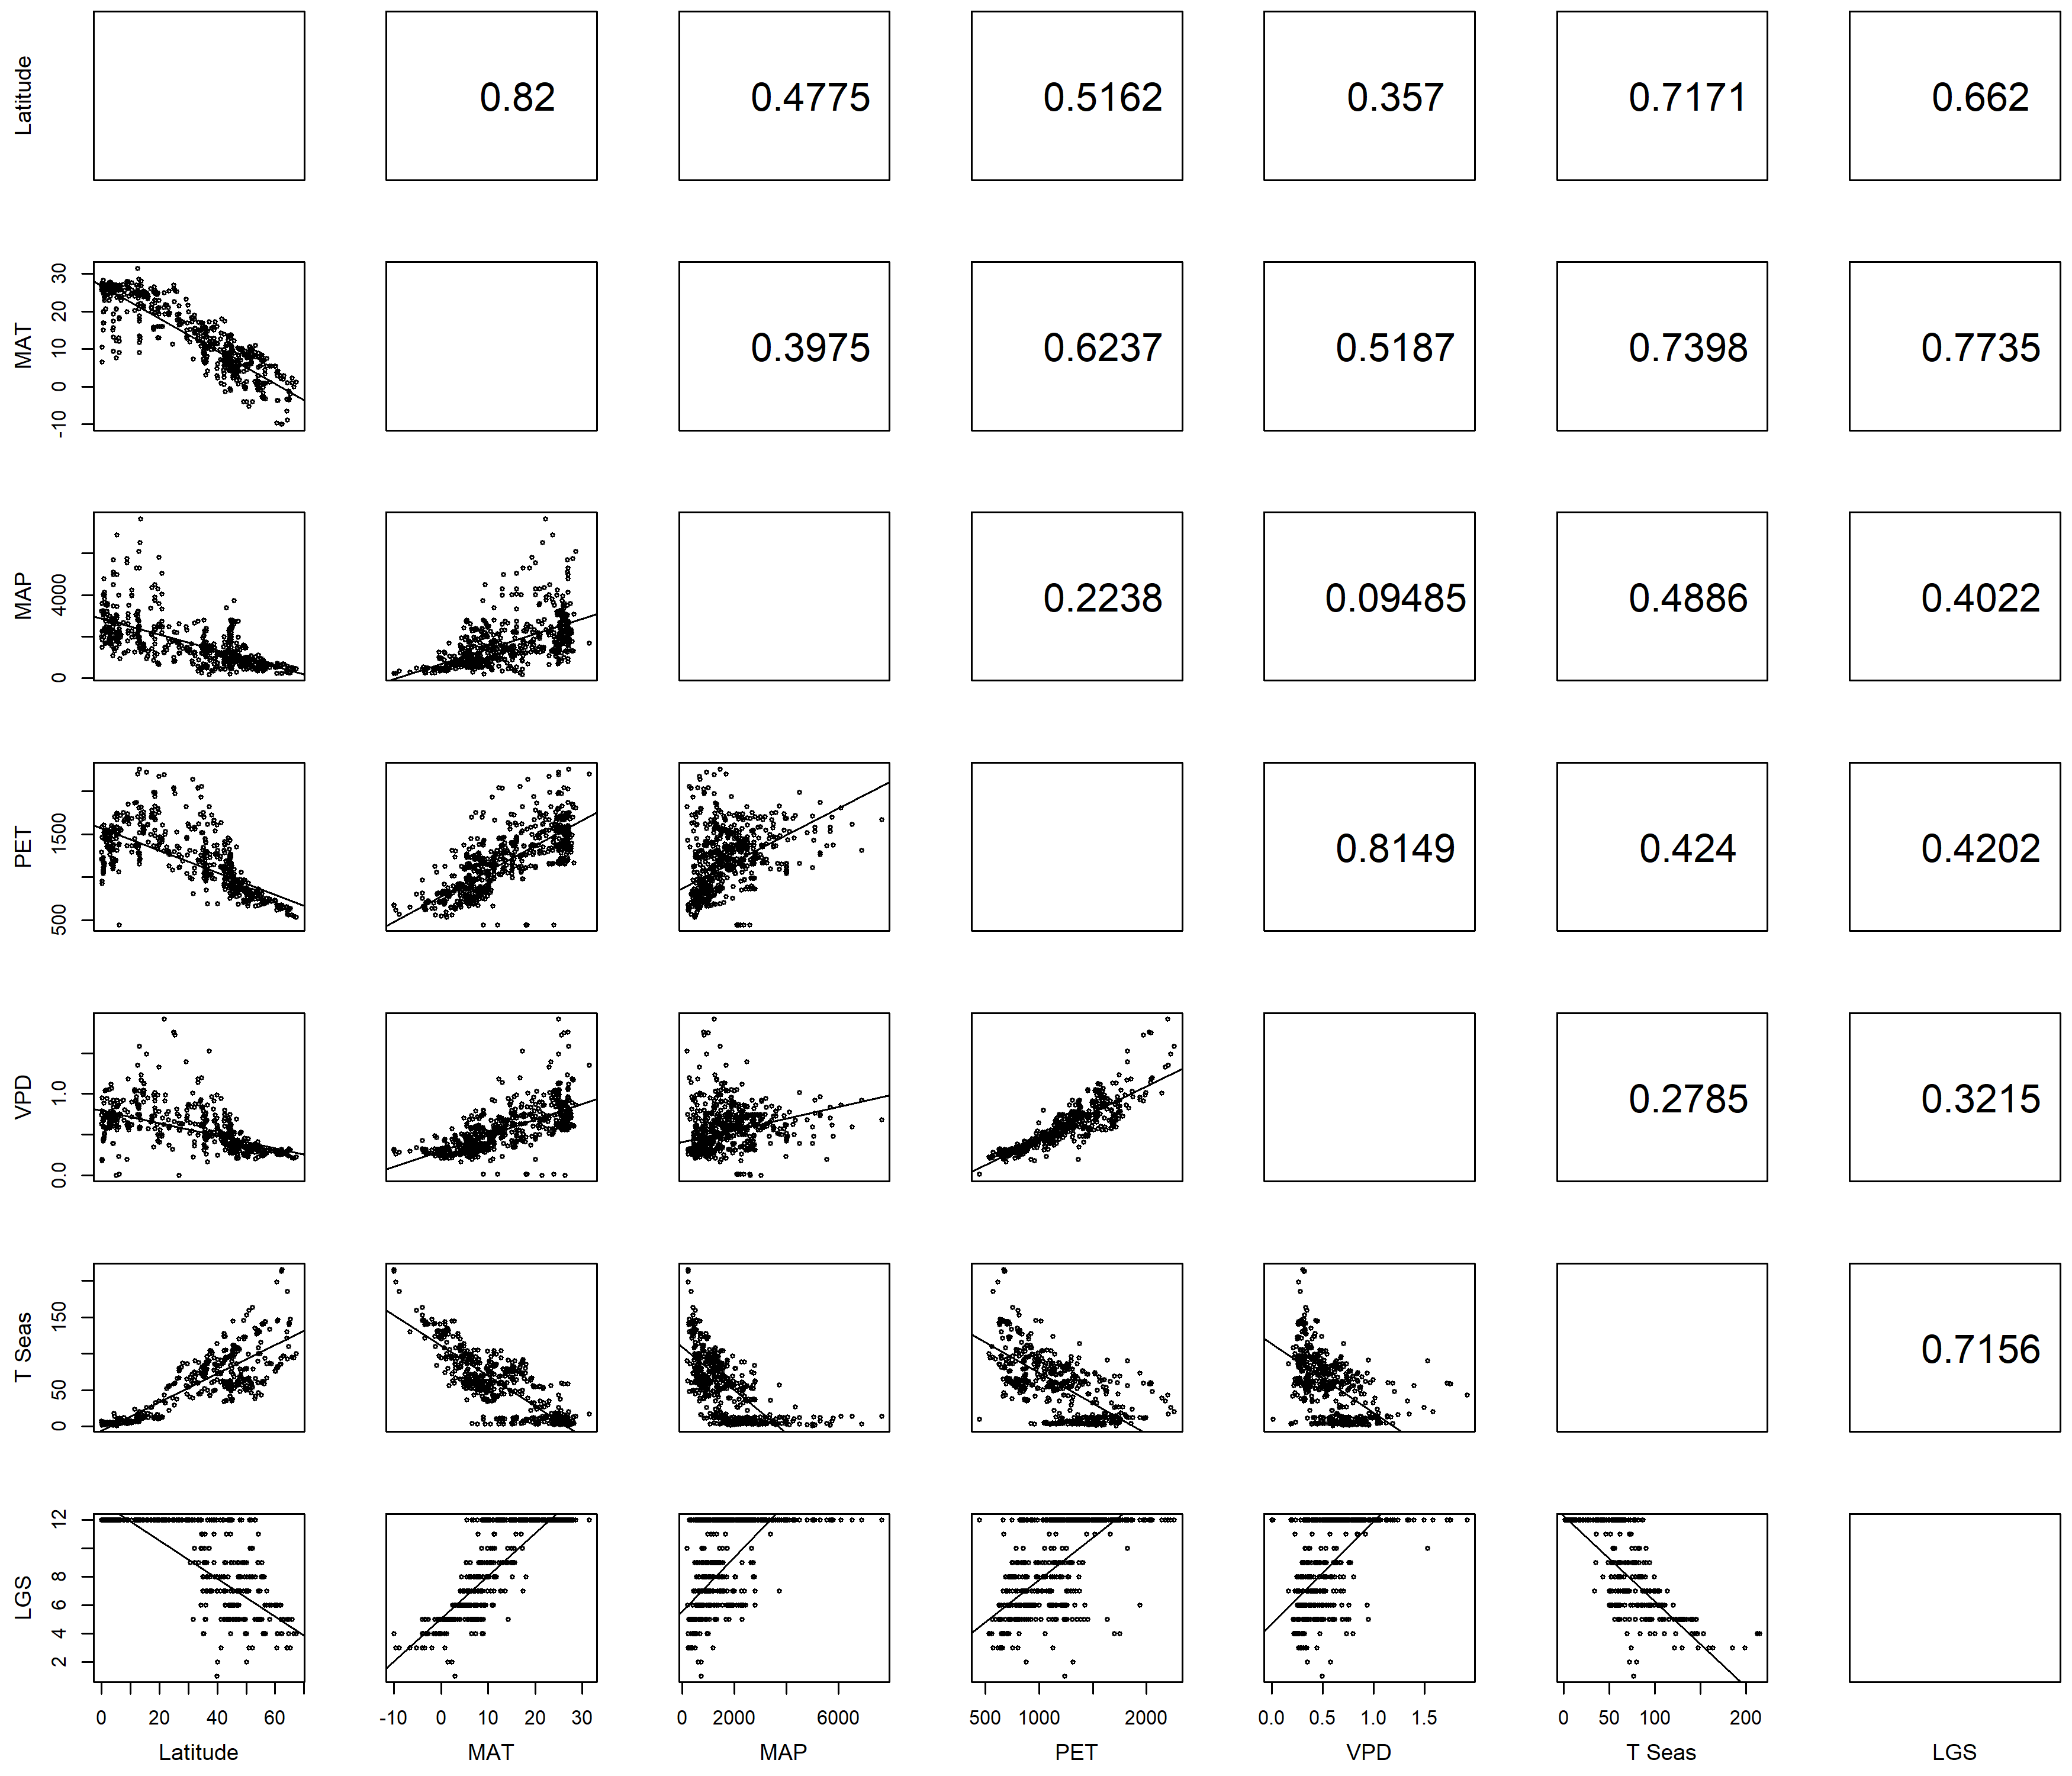 Latitude
0.82
0.4775
0.5162
0.357
0.7171
0.662
MAT
-10 0 10 20 30
0.3975
0.6237
0.5187
0.7398
0.7735
MAP
0 4000
0.2238
0.09485
0.4886
0.4022
PET
500 1500
0.8149
0.424
0.4202
VPD
0.0 1.0
0.2785
0.3215
T Seas
0 50 150
0.7156
LGS
2 4 6 8 12
0 20 40 60
-10 0 10 20 30
0 2000 6000
500 1000 2000
0.0 0.5 1.0 1.5
0 50 100 200
Latitude
MAT
MAP
PET
VPD
T Seas
LGS